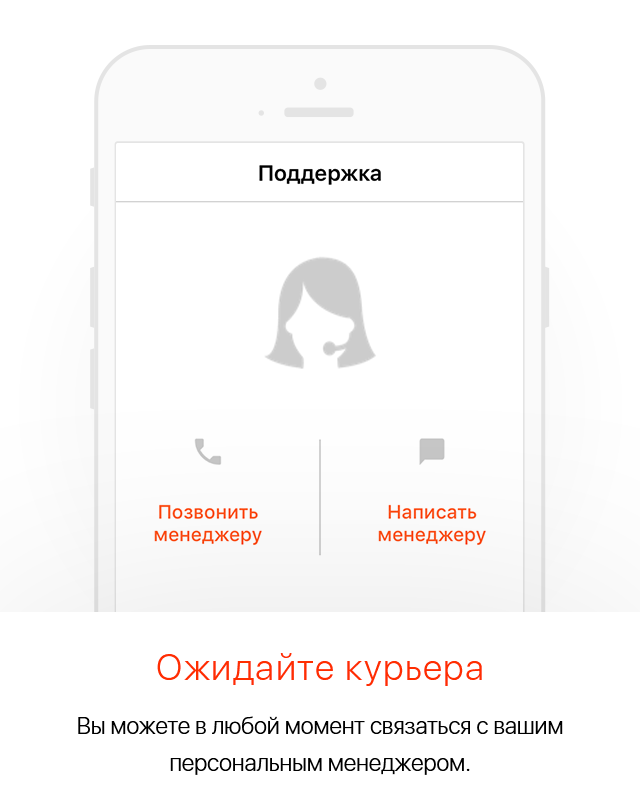 Поддержка
Позвонить
менеджеру
Написать
менеджеру
Ожидайте курьера
Вы можете в любой момент связаться с вашим
персональным менеджером.